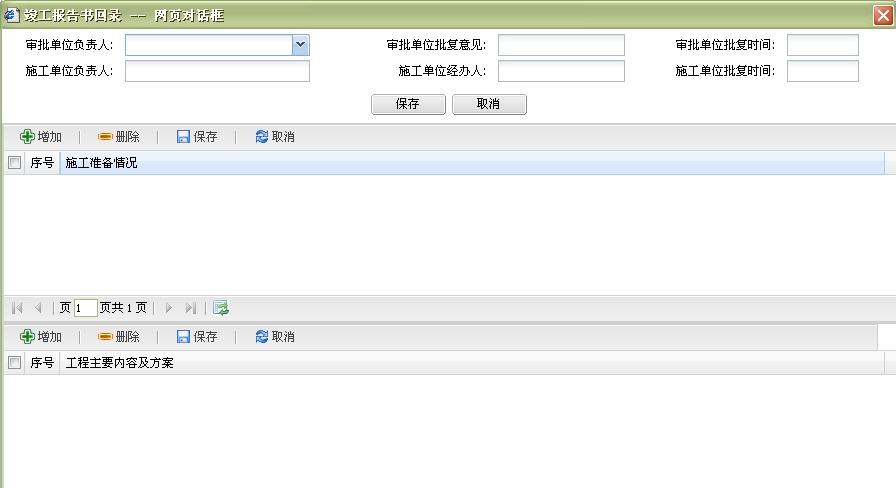 竣工报告书回录 -- 网页对话框
审批单位负责人: 审批单位批复意见: 审批单位批复时间:
施工单位负责人: 施工单位经办人: 施工单位批复时间:
保存 取消
增加 删除 保存 取消
序号 施工准备情况
页 1 页共 1 页
增加 删除 保存 取消
序号 工程主要内容及方案